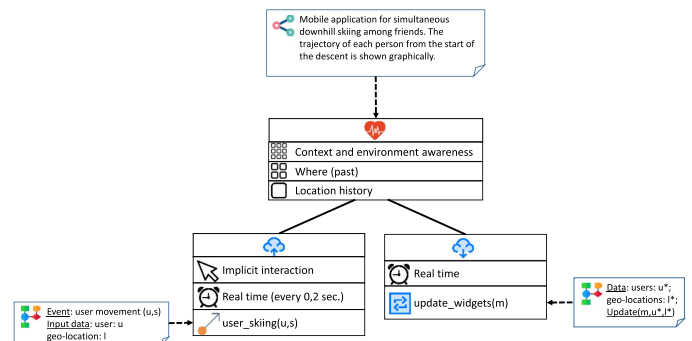 Mobile application for simultaneous
downhill skiing among friends. The
trajectory of each person from the start of
the descent is shown graphically.
Context and environment awareness
Where (past)
Location history
Implicit interaction
Real time (every 0,2 sec.)
user_skiing(u,s)
Real time
update_widgets(m)
Event: user movement (u,s)
Input data: user: u
geo-location: l
Data: users: u*;
geo-locations: l*;
Update(m,u*,l*)